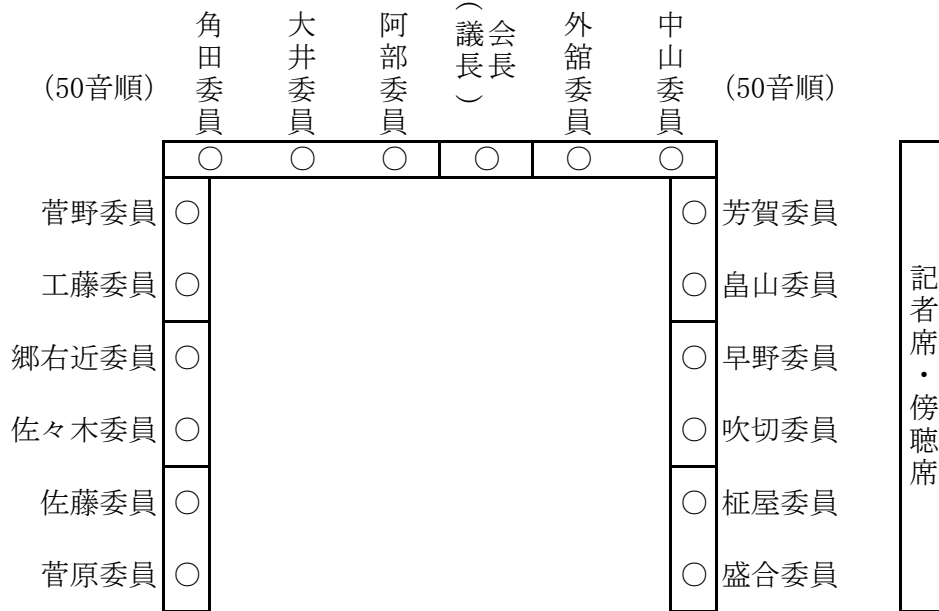 角田委員
大井委員
阿部委員
会長
（議長）
外舘委員
中山委員
（50音順）
（50音順）
○ ○ ○ ○ ○ ○
菅野委員 ○
工藤委員 ○
郷右近委員 ○
佐々木委員 ○
佐藤委員 ○
菅原委員 ○
○ 芳賀委員
○ 畠山委員
○ 早野委員
○ 吹切委員
○ 柾屋委員
○ 盛合委員
記者席・傍聴席